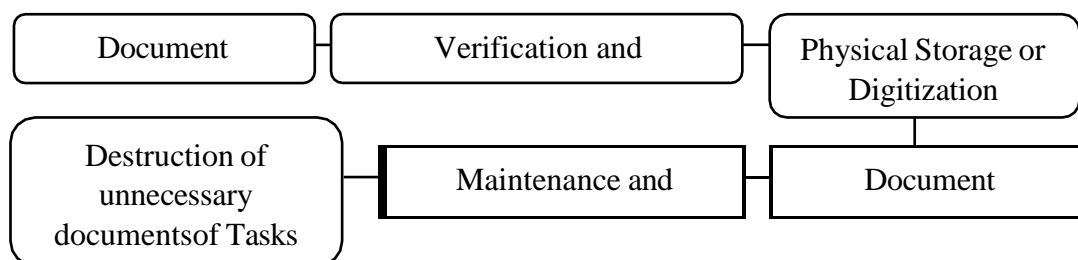 Document
Verification and
Physical Storage or
Digitization
Destruction of
unnecessary
documentsof Tasks
Maintenance and
Document